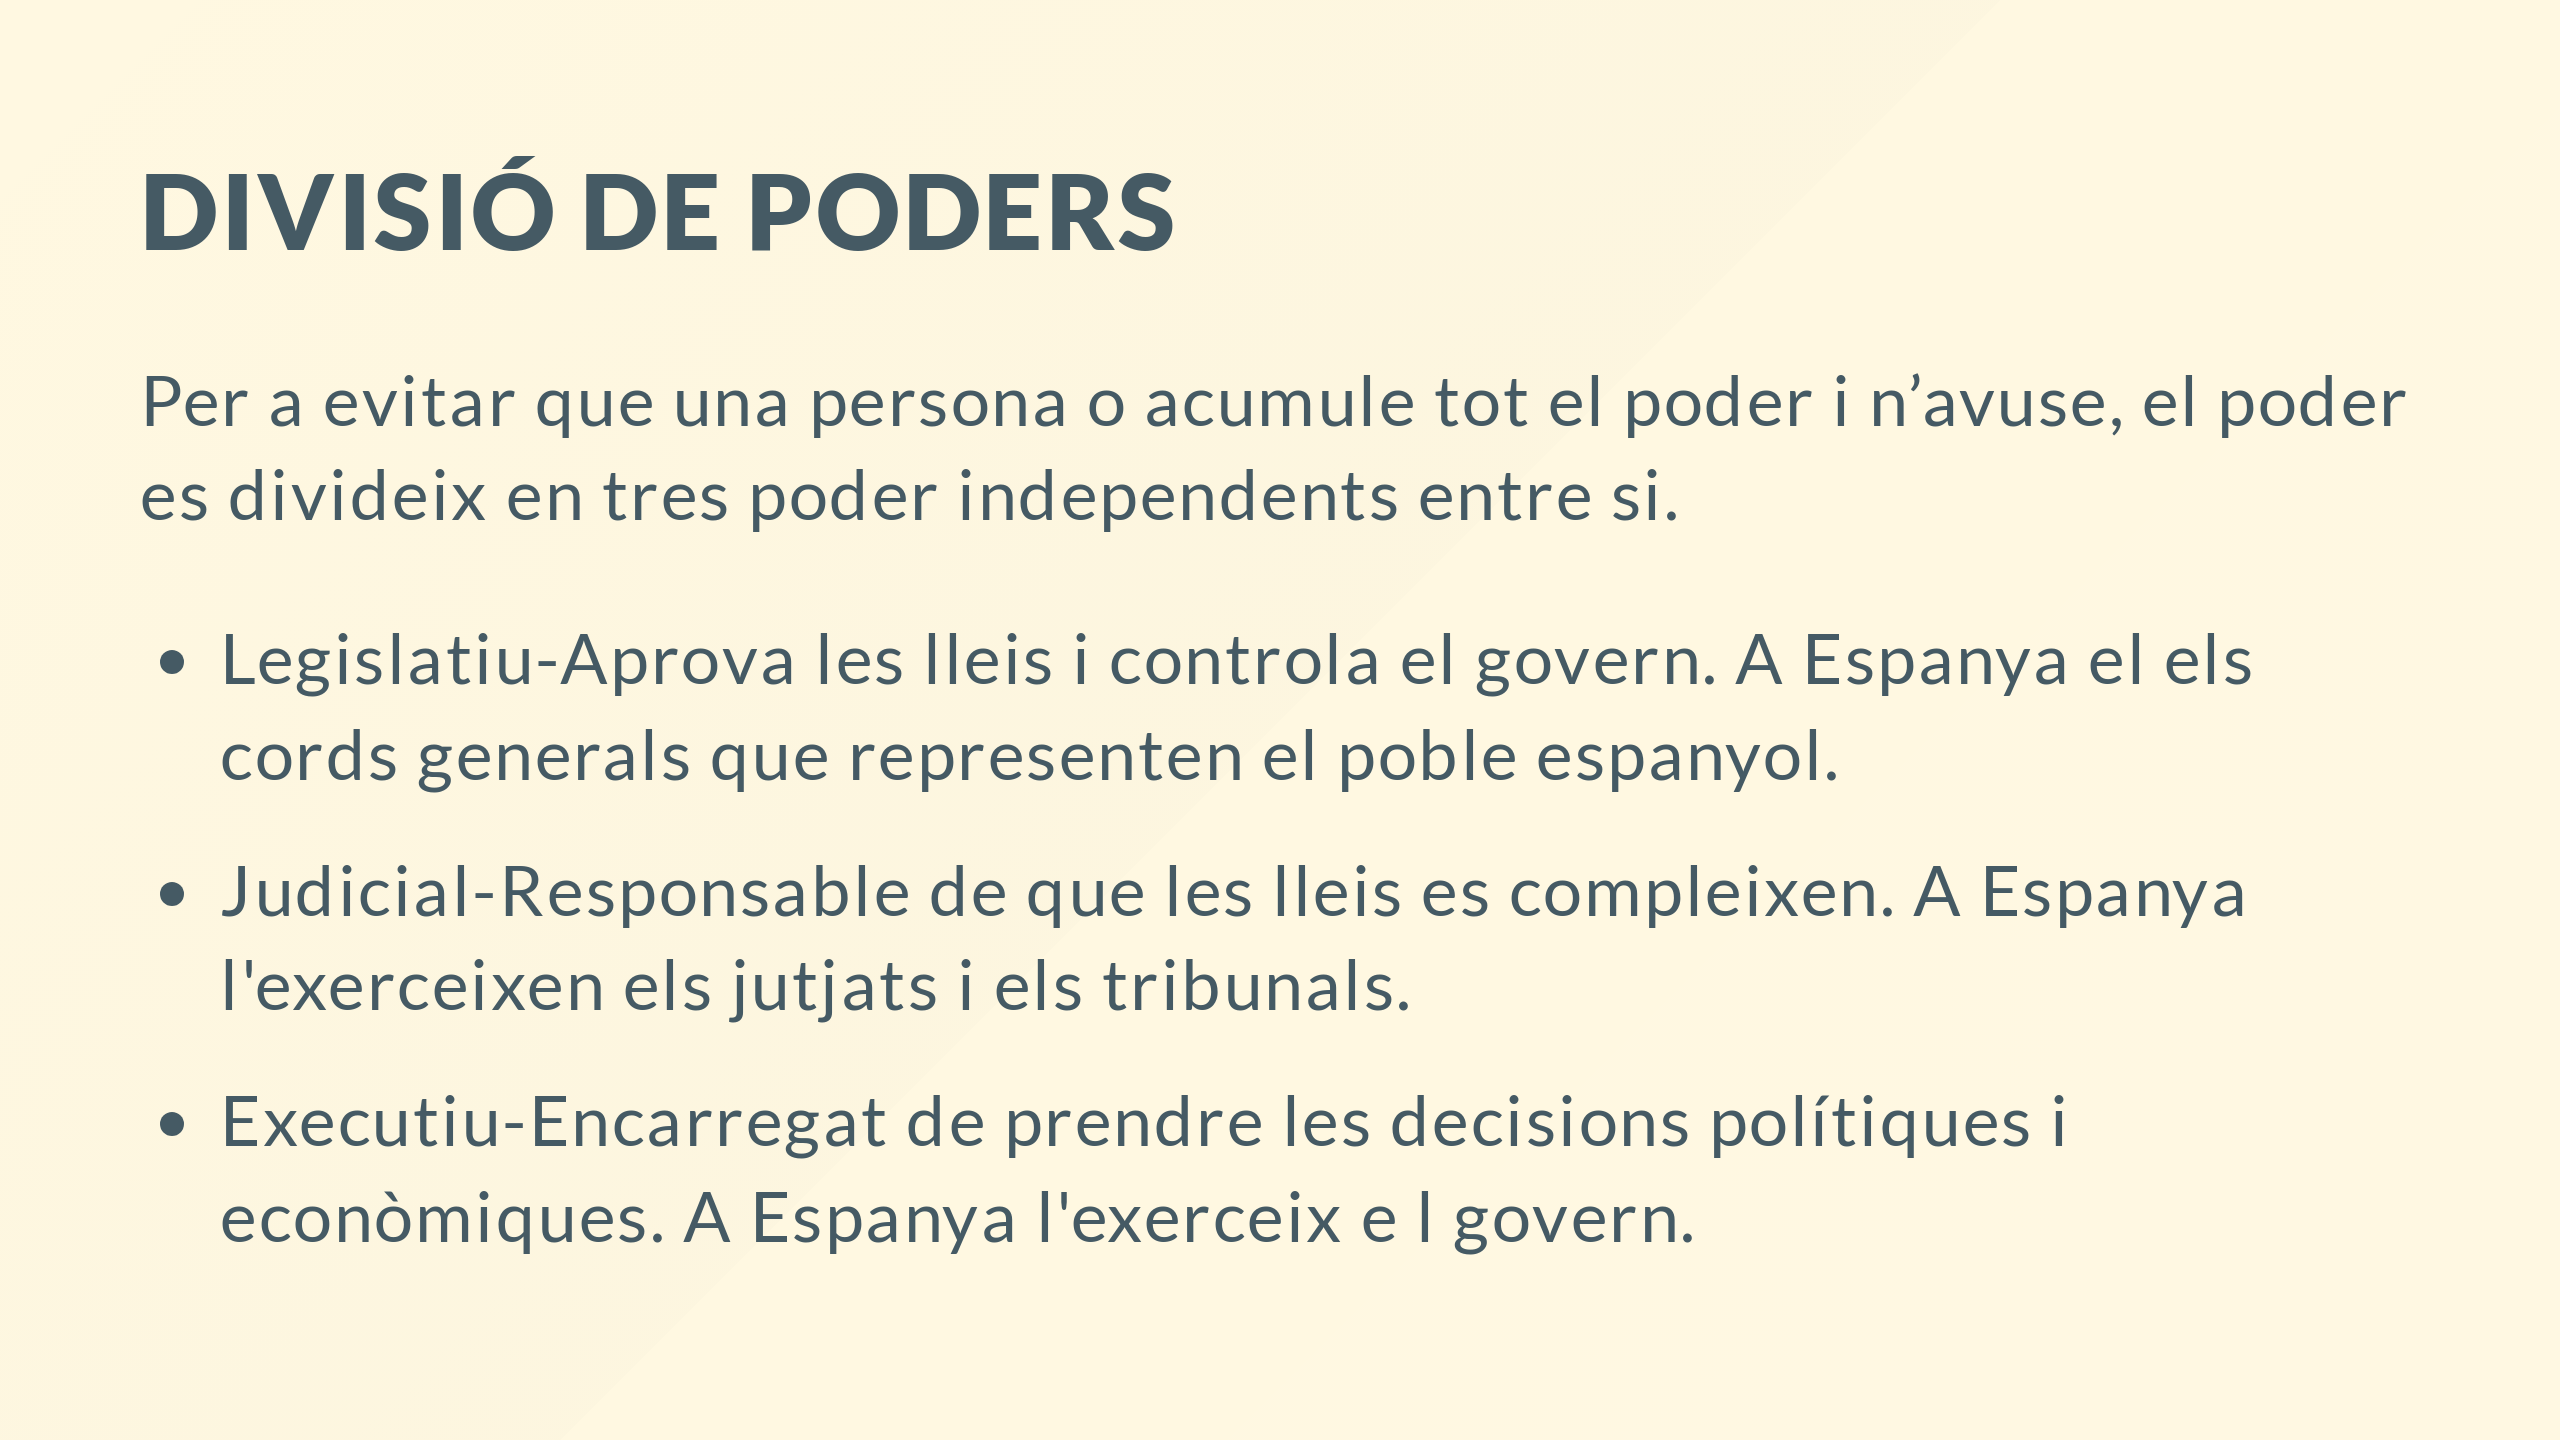 DIVISIÓ DE PODERS
Per a evitar que una persona o acumule tot el poder i n’avuse, el poder
es divideix en tres poder independents entre si.
• Legislatiu-Aprova les lleis i controla el govern. A Espanya el els
cords generals que representen el poble espanyol.
• Judicial-Responsable de que les lleis es compleixen. A Espanya
l'exerceixen els jutjats i els tribunals.
• Executiu-Encarregat de prendre les decisions polítiques i
econòmiques. A Espanya l'exerceix e l govern.